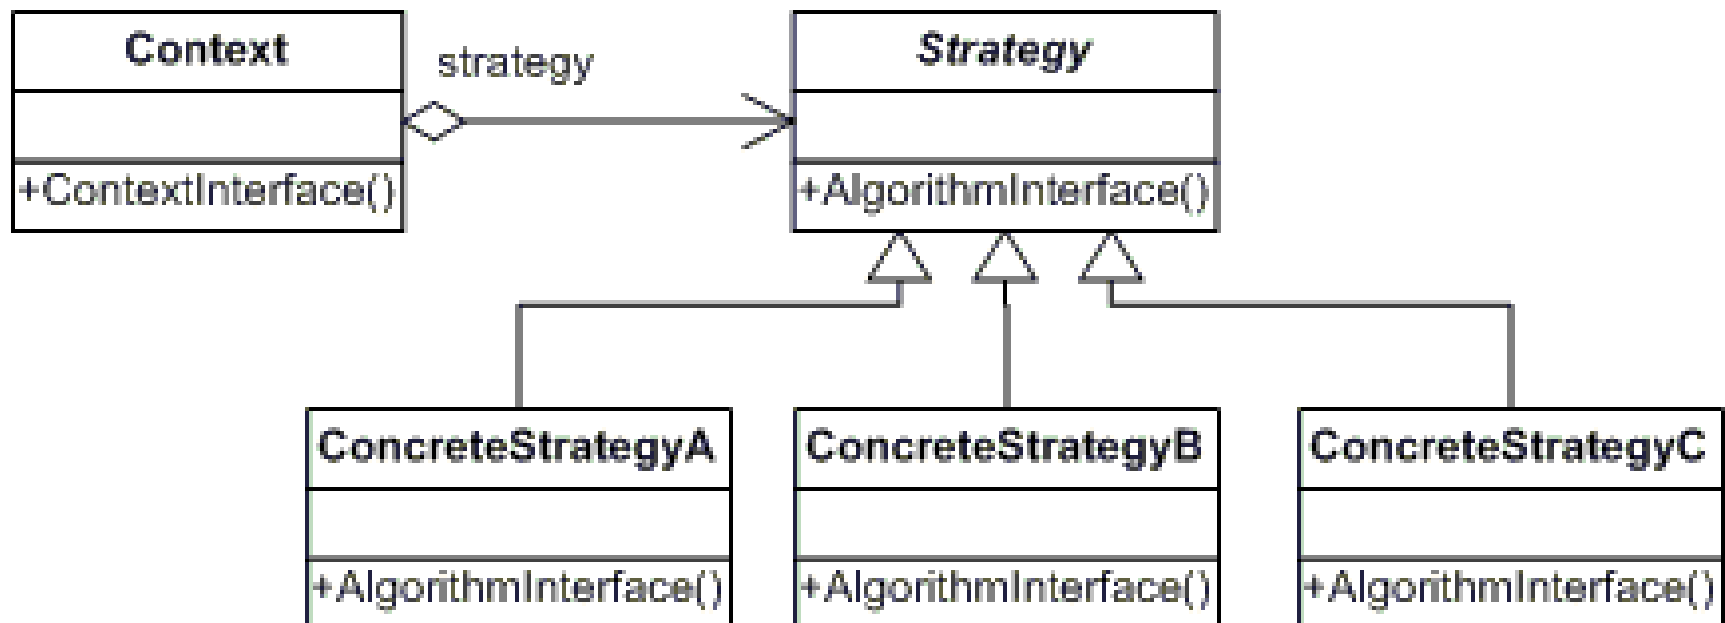 Context
strategy
Strategy
+ContextInterface()
+AlgorithmInterface()
ConcreteStrategyA
ConcreteStrategyB
ConcreteStrategyC
+AlgorithmInterface()
+AlgorithmInterface()
+AlgorithmInterface()